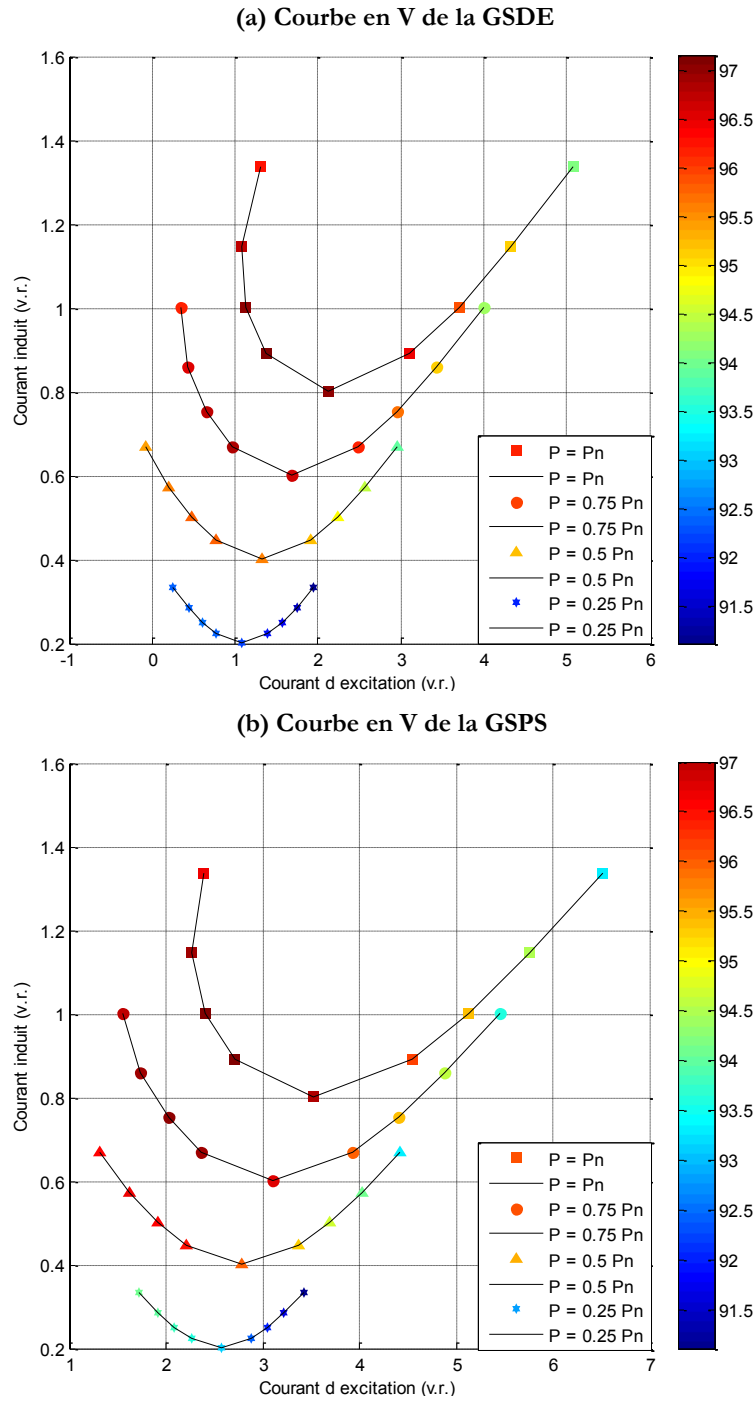 (a) Courbe en V de la GSDE
1.6
1.4
1.2
1
0.8
0.6
0.4
0.2
Courant induit (v.r.)
-1 0 1 2 3 4 5 6
Courant d excitation (v.r.)
P = Pn
P = Pn
P = 0.75 Pn
P = 0.75 Pn
P = 0.5 Pn
P = 0.5 Pn
P = 0.25 Pn
P = 0.25 Pn
97
96.5
96
95.5
95
94.5
94
93.5
93
92.5
92
91.5
(b) Courbe en V de la GSPS
1.6
1.4
1.2
1
0.8
0.6
0.4
0.2
Courant induit (v.r.)
1 2 3 4 5 6 7
Courant d excitation (v.r.)
P = Pn
P = Pn
P = 0.75 Pn
P = 0.75 Pn
P = 0.5 Pn
P = 0.5 Pn
P = 0.25 Pn
P = 0.25 Pn
97
96.5
96
95.5
95
94.5
94
93.5
93
92.5
92
91.5